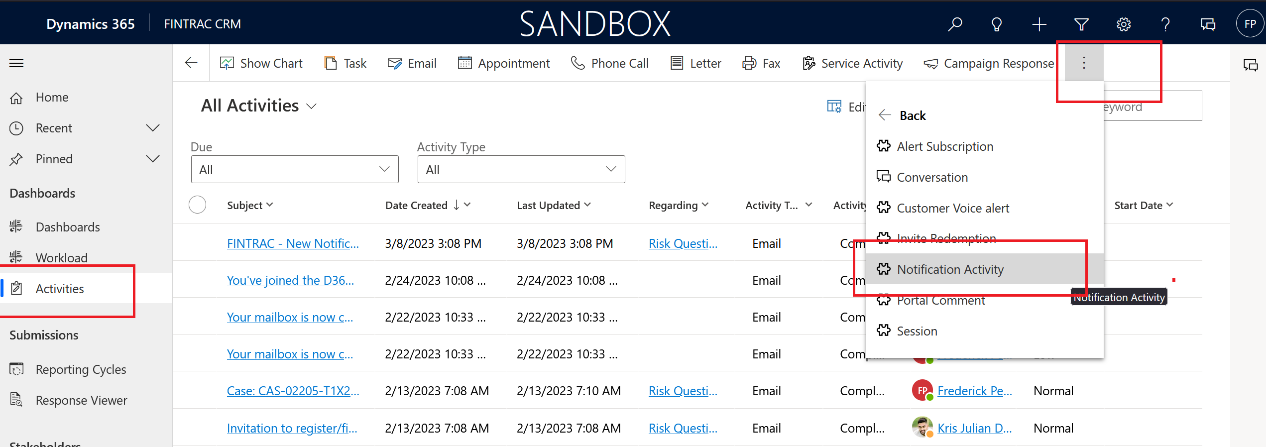 Dynamics 365 FINTRAC CRM SANDBOX FP
Show Chart Task Email Appointment Phone Call Letter Fax Service Activity Campaign Response
Home
Recent
Pinned
Dashboards
Dashboards
Workload
Activities
Submissions
Reporting Cycles
Response Viewer
All Activities
Due Activity Type
All All
Subject Date Created Last Updated Regarding Activity T... Start Date
FINTRAC - New Notific... 3/8/2023 3:08 PM 3/8/2023 3:08 PM Risk Questi... Email
You've joined the D36... 2/24/2023 10:08 ... 2/24/2023 10:08 ... Email
Your mailbox is now c... 2/22/2023 10:33 ... 2/22/2023 10:33 ... Email
Your mailbox is now c... 2/22/2023 10:33 ... 2/22/2023 10:33 ... Email
Case: CAS-02205-T1X2... 2/13/2023 7:08 AM 2/13/2023 7:10 AM Risk Questi... Email Compl... FP Frederick Pe... Normal
Invitation to register/fi... 2/13/2023 7:08 AM 2/13/2023 7:08 AM Risk Questi... Email Compl... Kris Julian D... Normal
Back
Alert Subscription
Conversation
Customer Voice alert
Invite Redemption
Notification Activity
Notification Activity
Portal Comment
Session